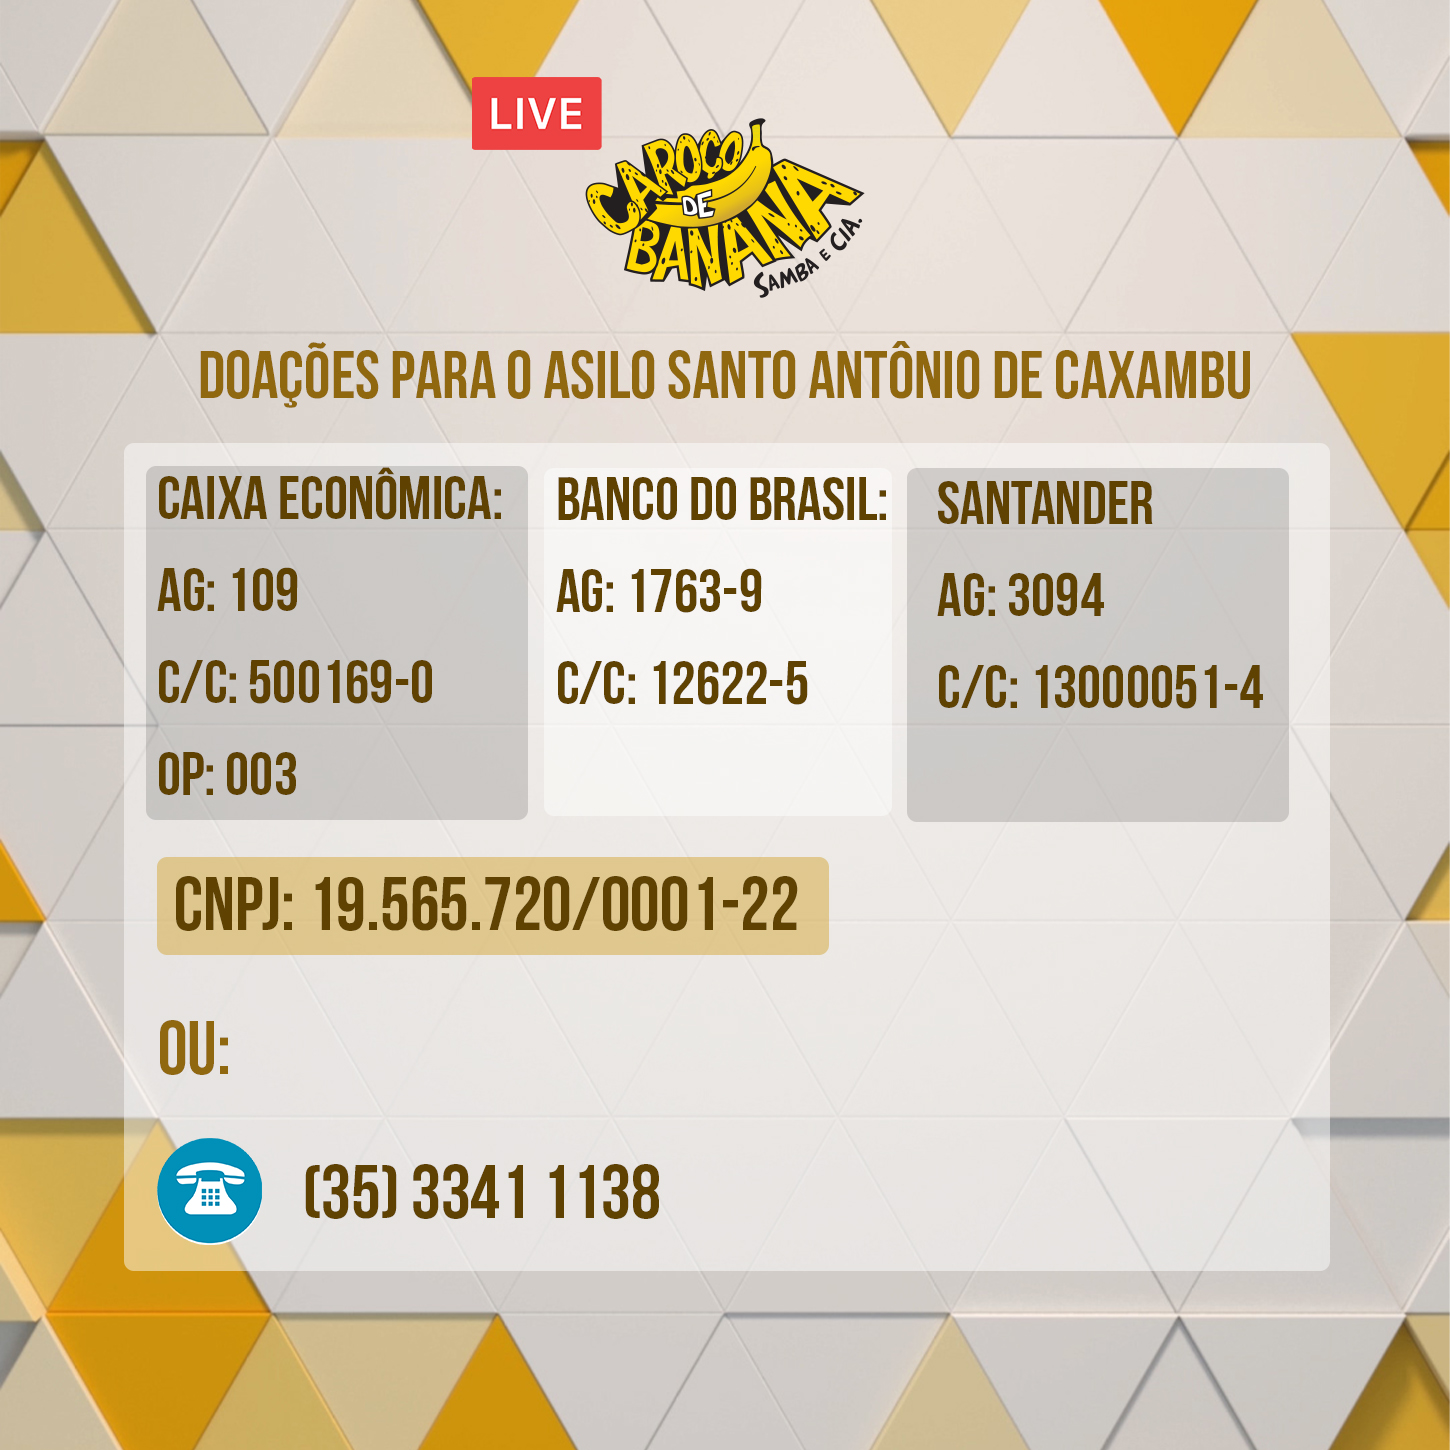 LIVE
CAROÇO
DE
BANANA
SAMBA E CIA.
DOAÇÕES PARA O ASILO SANTO ANTÔNIO DE CAXAMBU
CAIXA ECONÔMICA:
AG: 109
C/C: 500169-0
OP: 003
BANCO DO BRASIL:
AG: 1763-9
C/C: 12622-5
SANTANDER
AG: 3094
C/C: 13000051-4
CNPJ: 19.565.720/0001-22
OU:
(35) 3341 1138